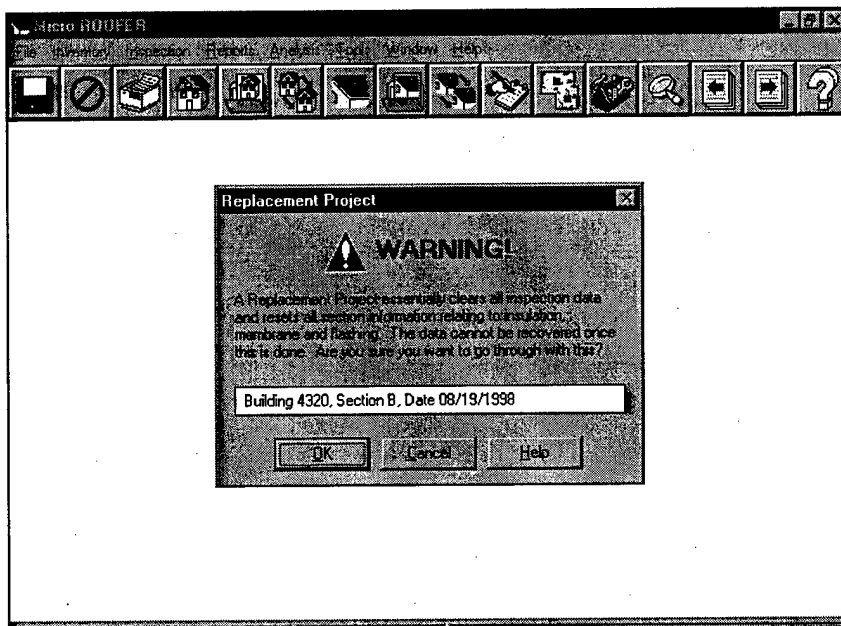 Micro ROOFER
File Inventory Inspection Reports Analysis Tools Window Help
Replacement Project
WARNING!
A Replacement Project essentially clears all inspection data
and resets all section information relating to insulation,
membrane and flashing. The data cannot be recovered once
this is done. Are you sure you want to go through with this?
Building 4320, Section B, Date 08/19/1998
OK Cancel Help